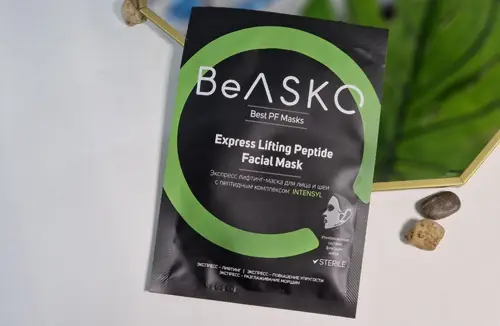 BeASKO
Best PF Masks
Express Lifting Peptide
Facial Mask
Экспресс лифтинг-маска для лица и шеи
с пептидным комплексом INTENSYL
STERILE
ЭКСПРЕСС – ЛИФТИНГ | ЭКСПРЕСС – ПОВЫШЕНИЕ УПРУГОСТИ
ЭКСПРЕСС – РАЗГЛАЖИВАНИЕ МОРЩИН